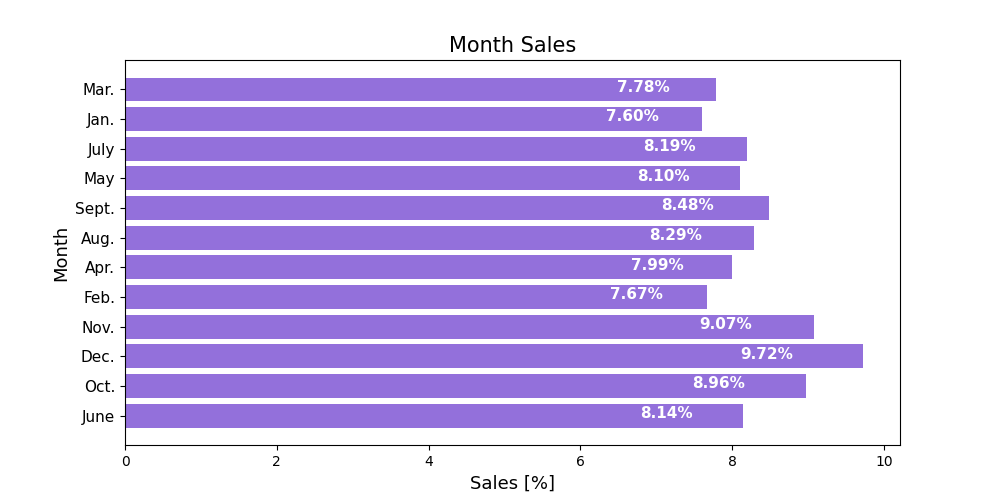 Month Sales
Month
Mar. 7.78%
Jan. 7.60%
July 8.19%
May 8.10%
Sept. 8.48%
Aug. 8.29%
Apr. 7.99%
Feb. 7.67%
Nov. 9.07%
Dec. 9.72%
Oct. 8.96%
June 8.14%
0 2 4 6 8 10
Sales [%]